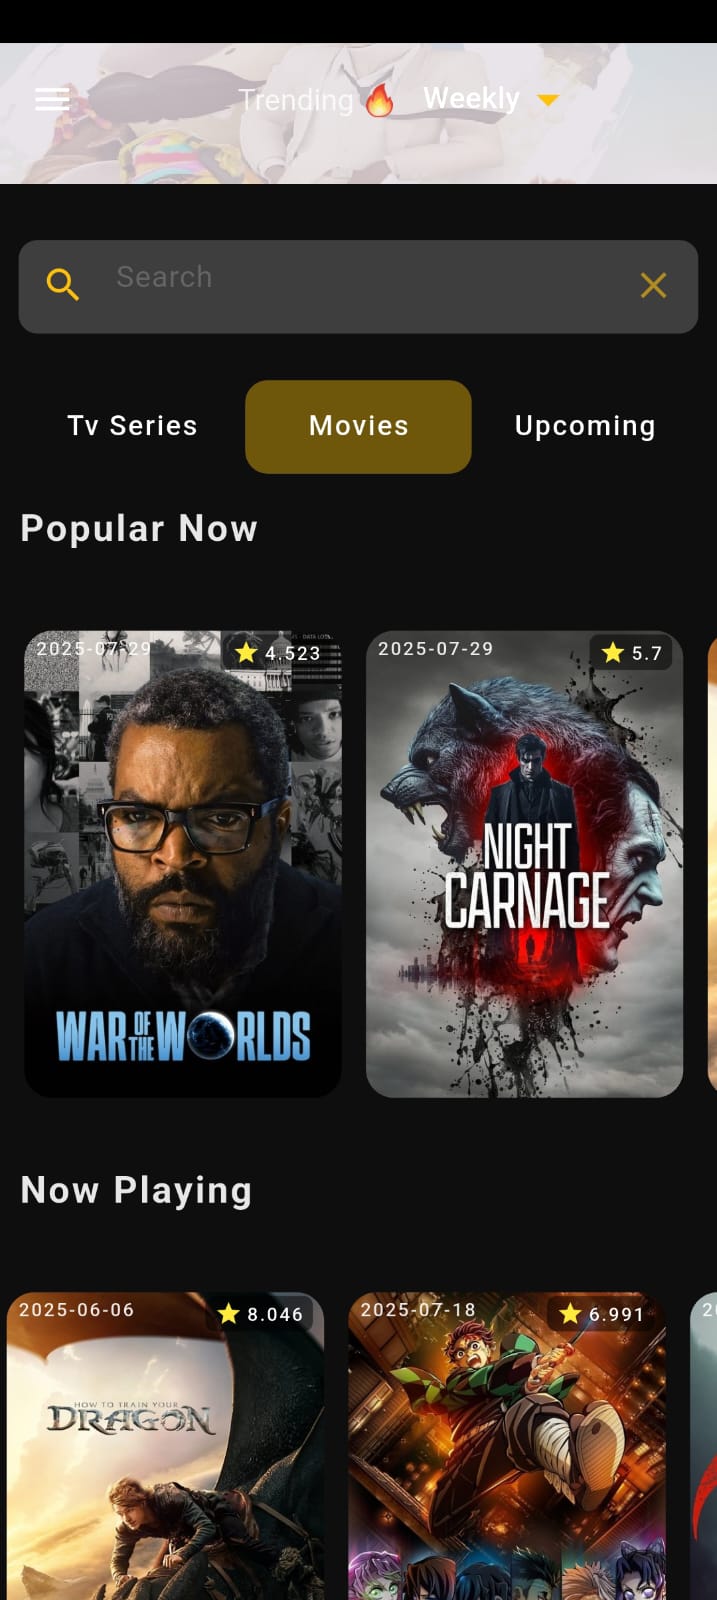 Trending 🔥 Weekly
Search
Tv Series Movies Upcoming
Popular Now
2025-07-29 ⭐ 4.523
2025-07-29 ⭐ 5.7
WAR OF THE WORLDS
NIGHT
CARNAGE
Now Playing
2025-06-06 ⭐ 8.046
2025-07-18 ⭐ 6.991
2
HOW TO TRAIN YOUR
DRAGON